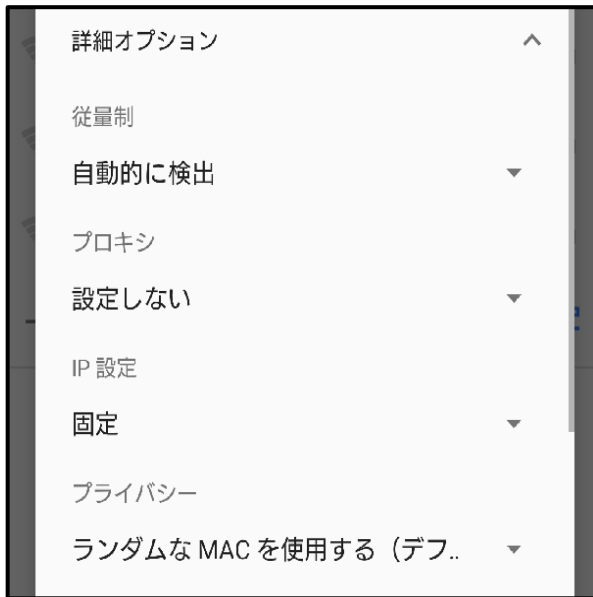 詳細オプション
従量制
自動的に検出
プロキシ
設定しない
IP 設定
固定
プライバシー
ランダムな MAC を使用する（デフ..